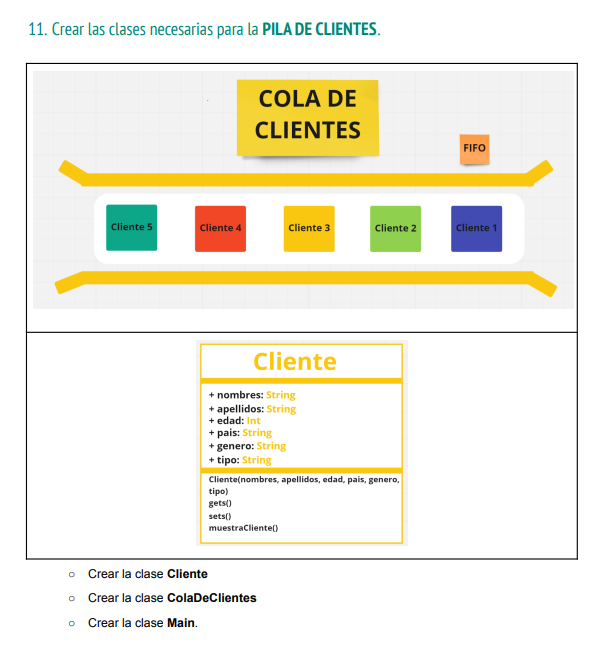 11. Crear las clases necesarias para la PILA DE CLIENTES.
COLA DE
CLIENTES
FIFO
Cliente 5
Cliente 4
Cliente 3
Cliente 2
Cliente 1
Cliente
+ nombres: String
+ apellidos: String
+ edad: Int
+ pais: String
+ genero: String
+ tipo: String
Cliente(nombres, apellidos, edad, pais, genero,
tipo)
gets()
sets()
muestraCliente()
○ Crear la clase Cliente
○ Crear la clase ColaDeClientes
○ Crear la clase Main.